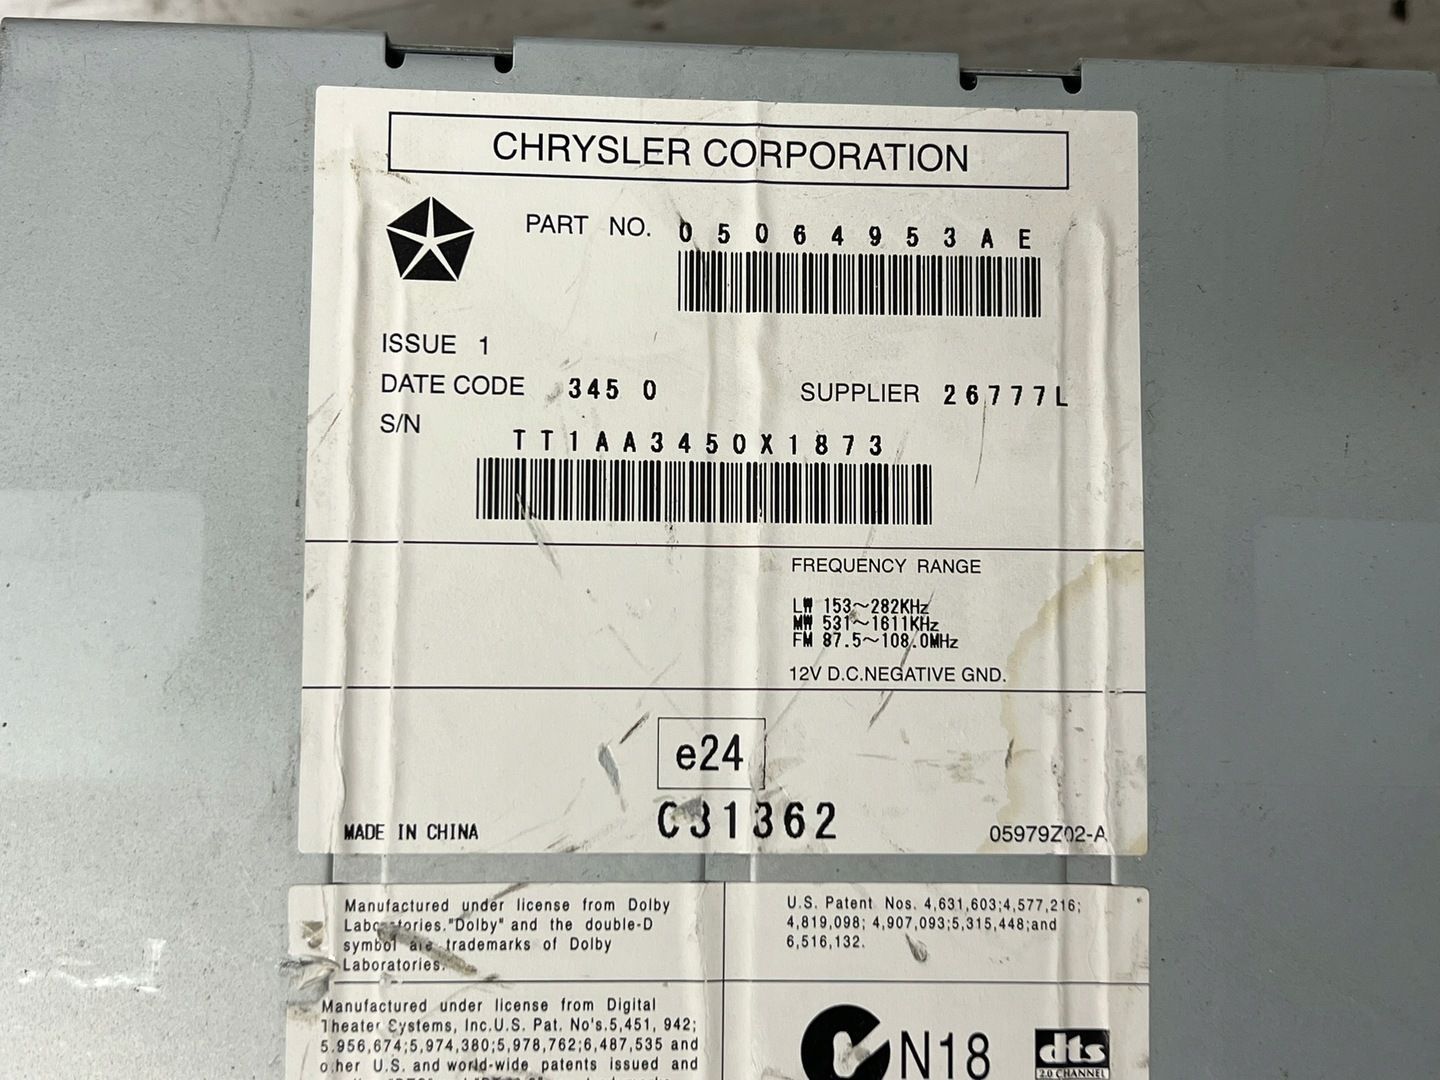 CHRYSLER CORPORATION
PART NO. 05064953AE
ISSUE 1
DATE CODE 3450 SUPPLIER 26777L
S/N
TT1AA3450X1873
FREQUENCY RANGE
LW 153~282KHz
MW 531~1611KHz
FM 87.5~108.0MHz
12V D.C.NEGATIVE GND.
e24
C31362
MADE IN CHINA
05979Z02-A
Manufactured under license from Dolby
Laboratories."Dolby" and the double-D
symbol are trademarks of Dolby
Laboratories.
U.S. Patent Nos. 4,631,603;4,577,216;
4,819,098; 4,907,093;5,315,448;and
6,516,132.
Manufactured under license from Digital
Theater Systems, Inc.U.S. Pat. No's.5,451, 942;
5.956,674;5,974,380;5,978,762;6,487,535 and
other U.S. and world-wide patents issued and
N18
dts
2.0 CHANNEL